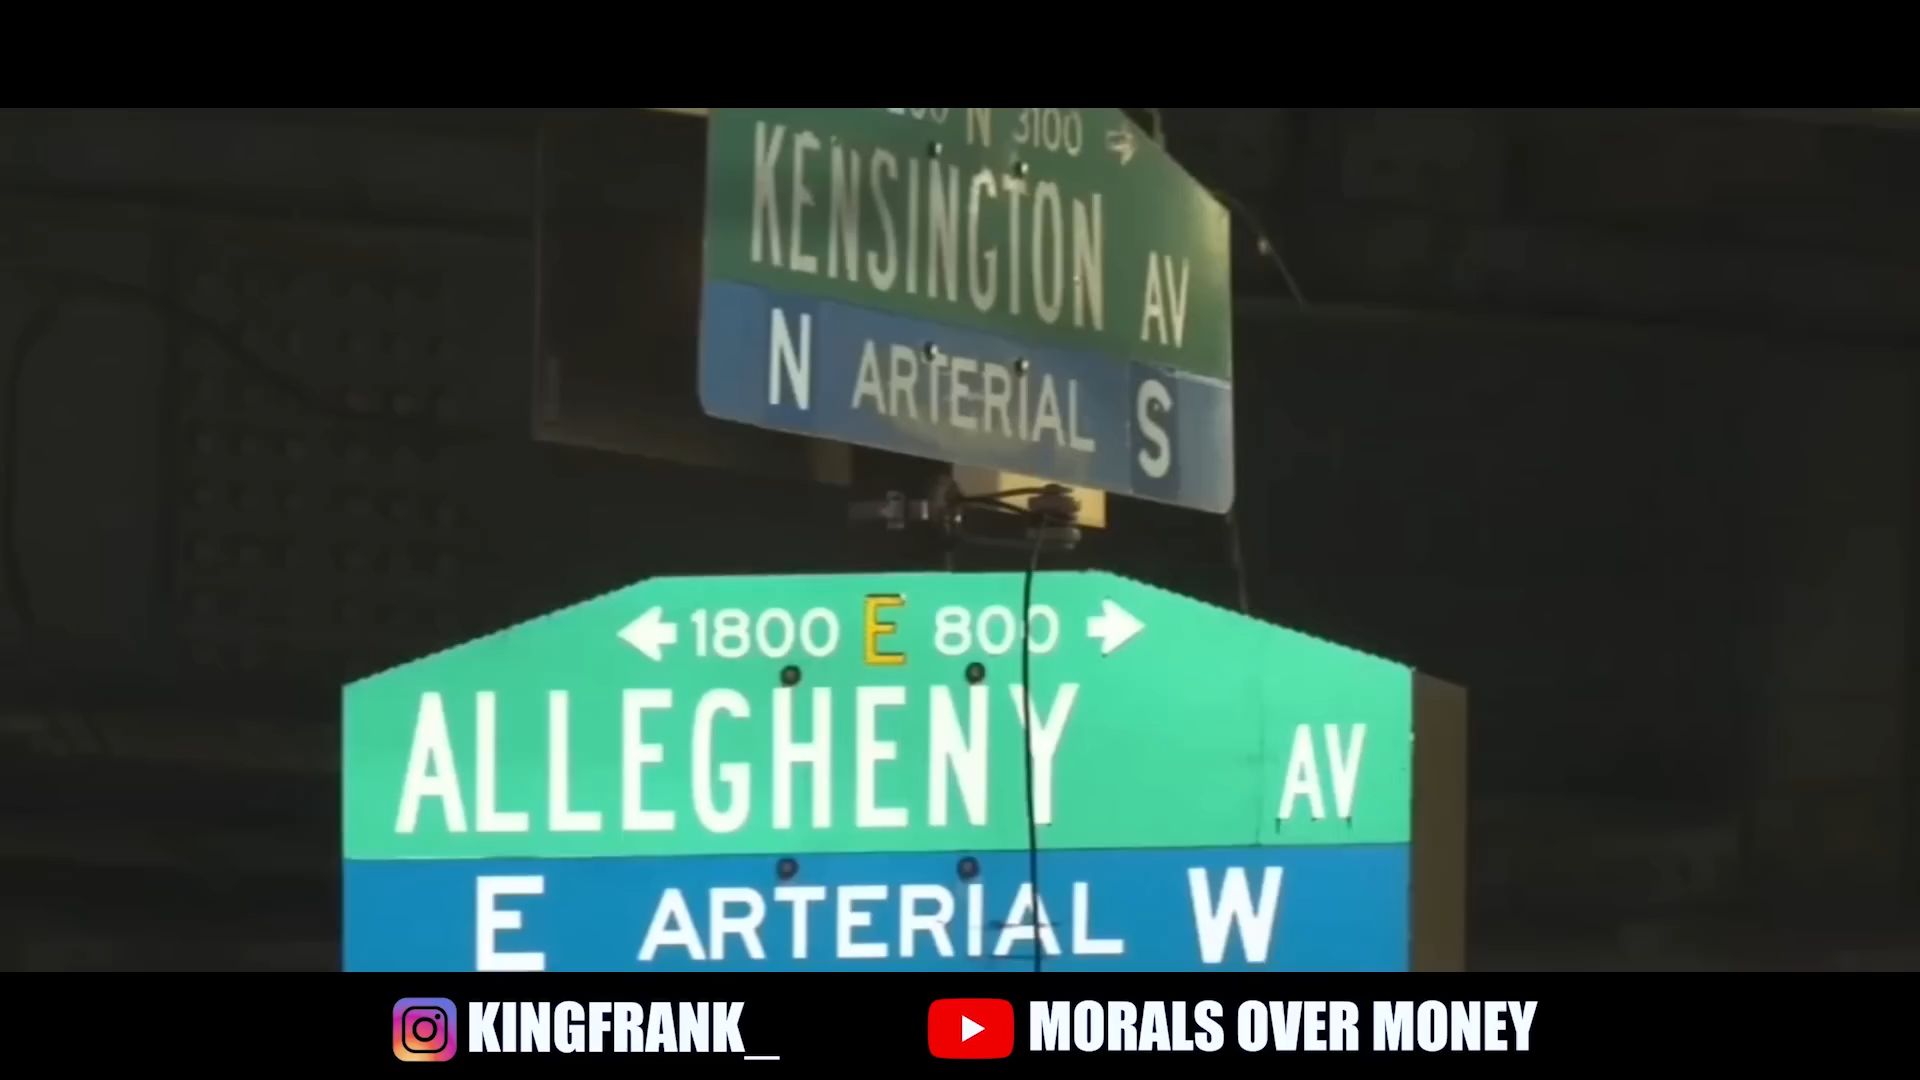 N 3100 →
KENSINGTON AV
N ARTERIAL S
← 1800 E 800 →
ALLEGHENY AV
E ARTERIAL W
KINGFRANK_ MORALS OVER MONEY